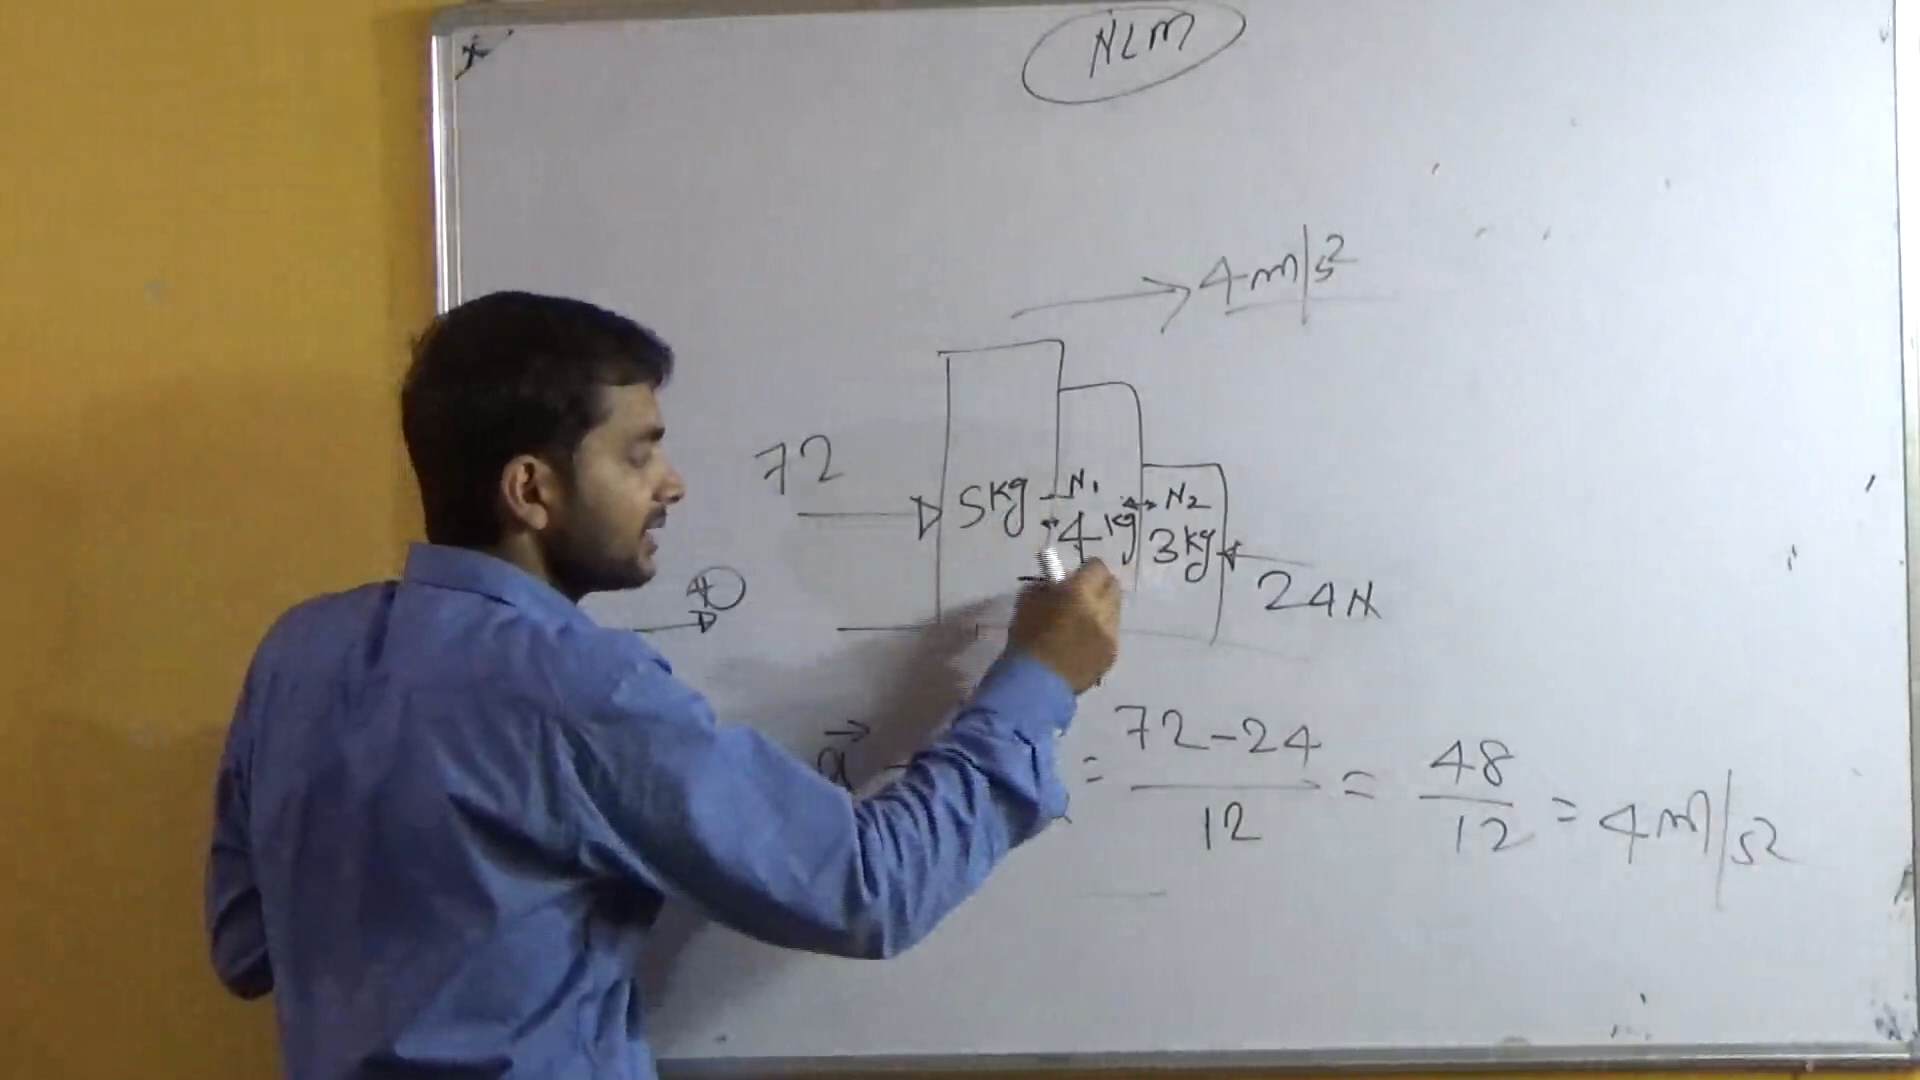 NLM
4m/s²
72
5kg
N₁
4kg
N₂
3kg
24N
+
a⃗ = 72-24/12 = 48/12 = 4m/s²